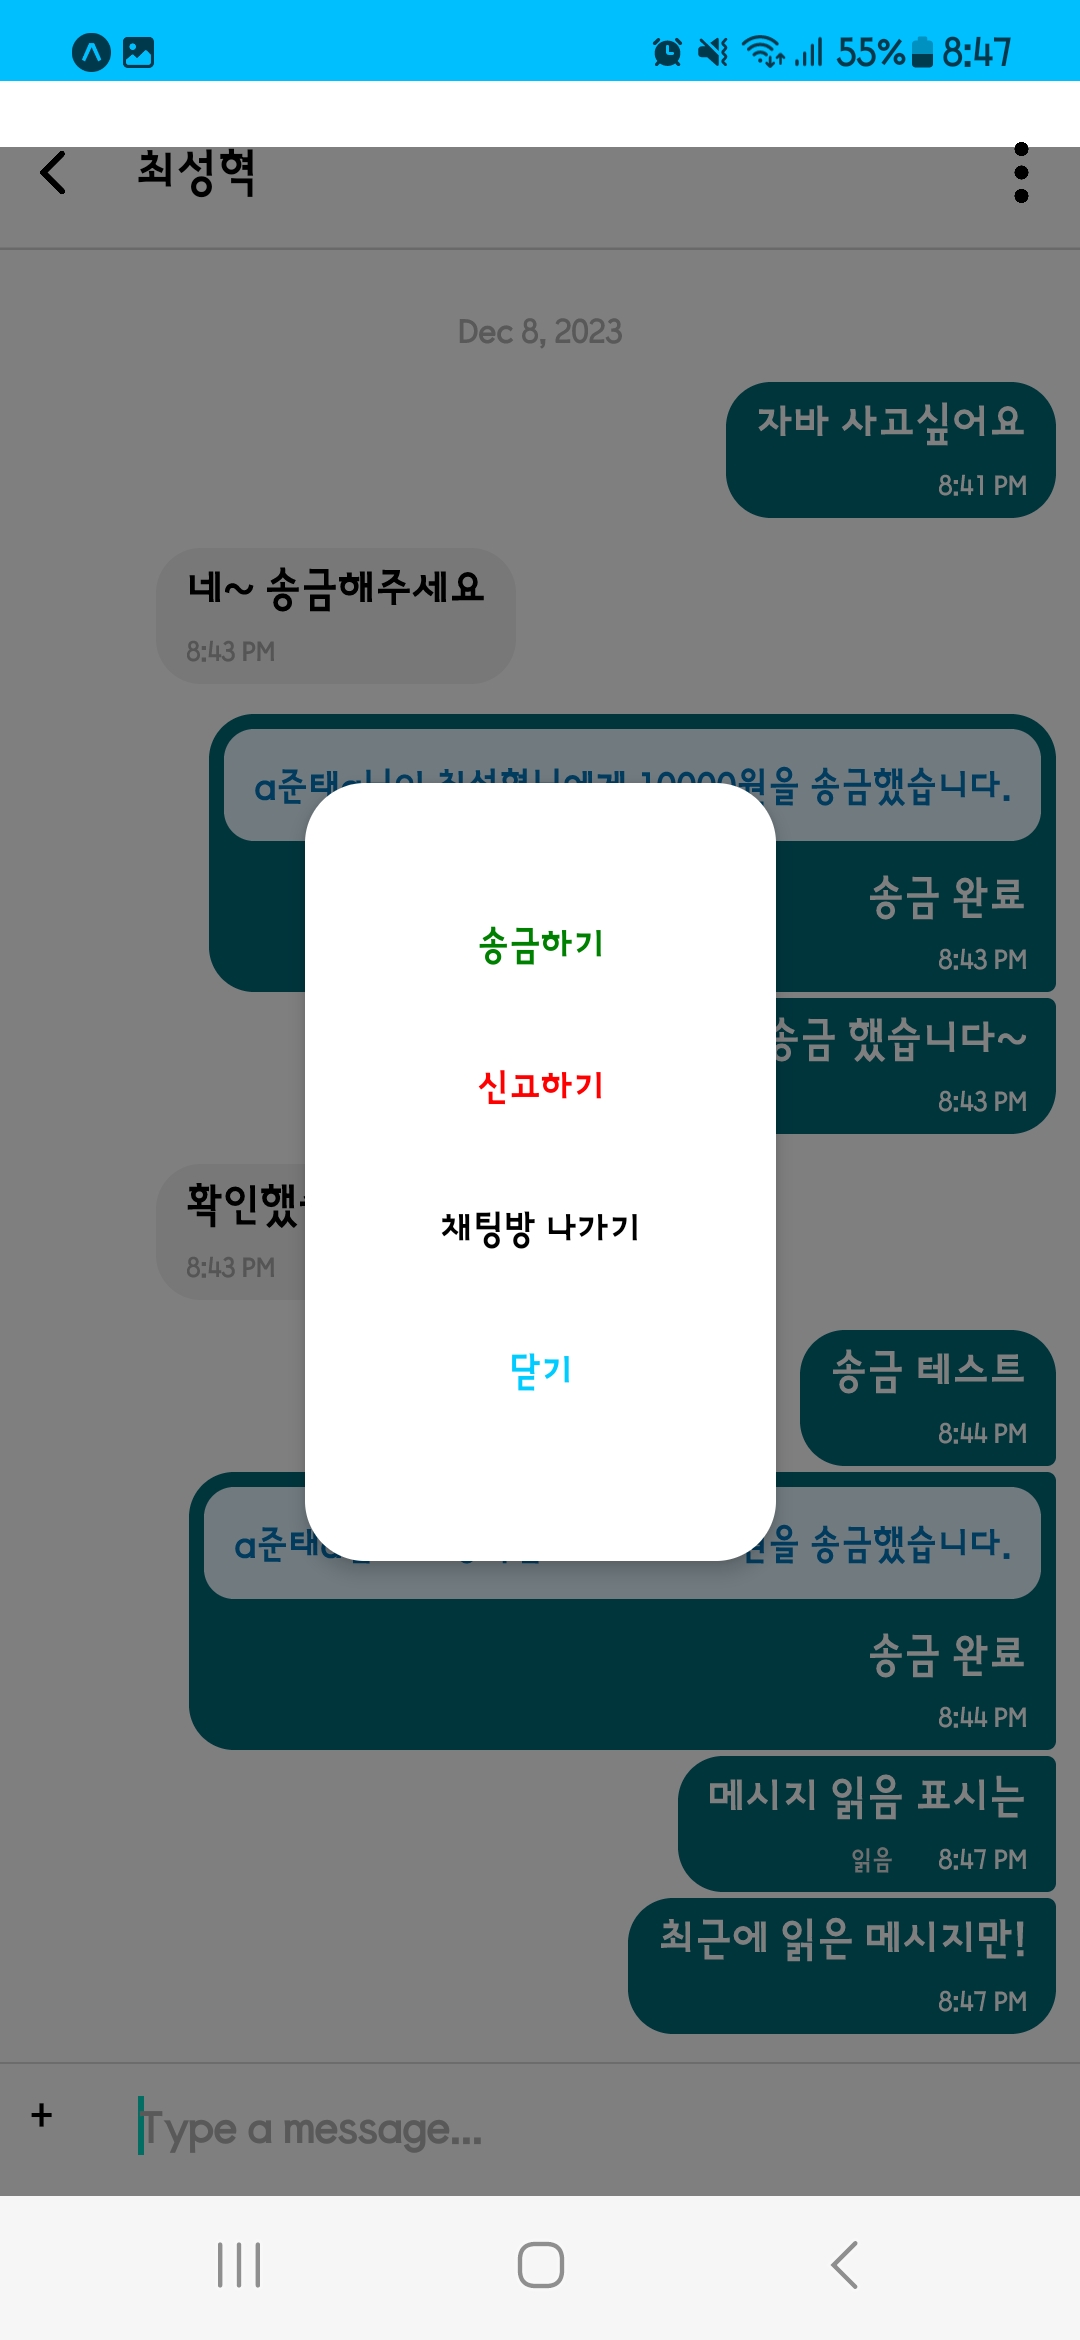 55% 8:47
최성혁
Dec 8, 2023
자바 사고싶어요
8:41 PM
네~ 송금해주세요
8:43 PM
a준태a님이 최성혁님에게 10000원을 송금했습니다.
송금 완료
8:43 PM
송금 했습니다~
8:43 PM
확인했
8:43 PM
송금하기
신고하기
채팅방 나가기
닫기
송금 테스트
8:44 PM
a준태 을 송금했습니다.
송금 완료
8:44 PM
메시지 읽음 표시는
읽음 8:47 PM
최근에 읽은 메시지만!
8:47 PM
+ Type a message...